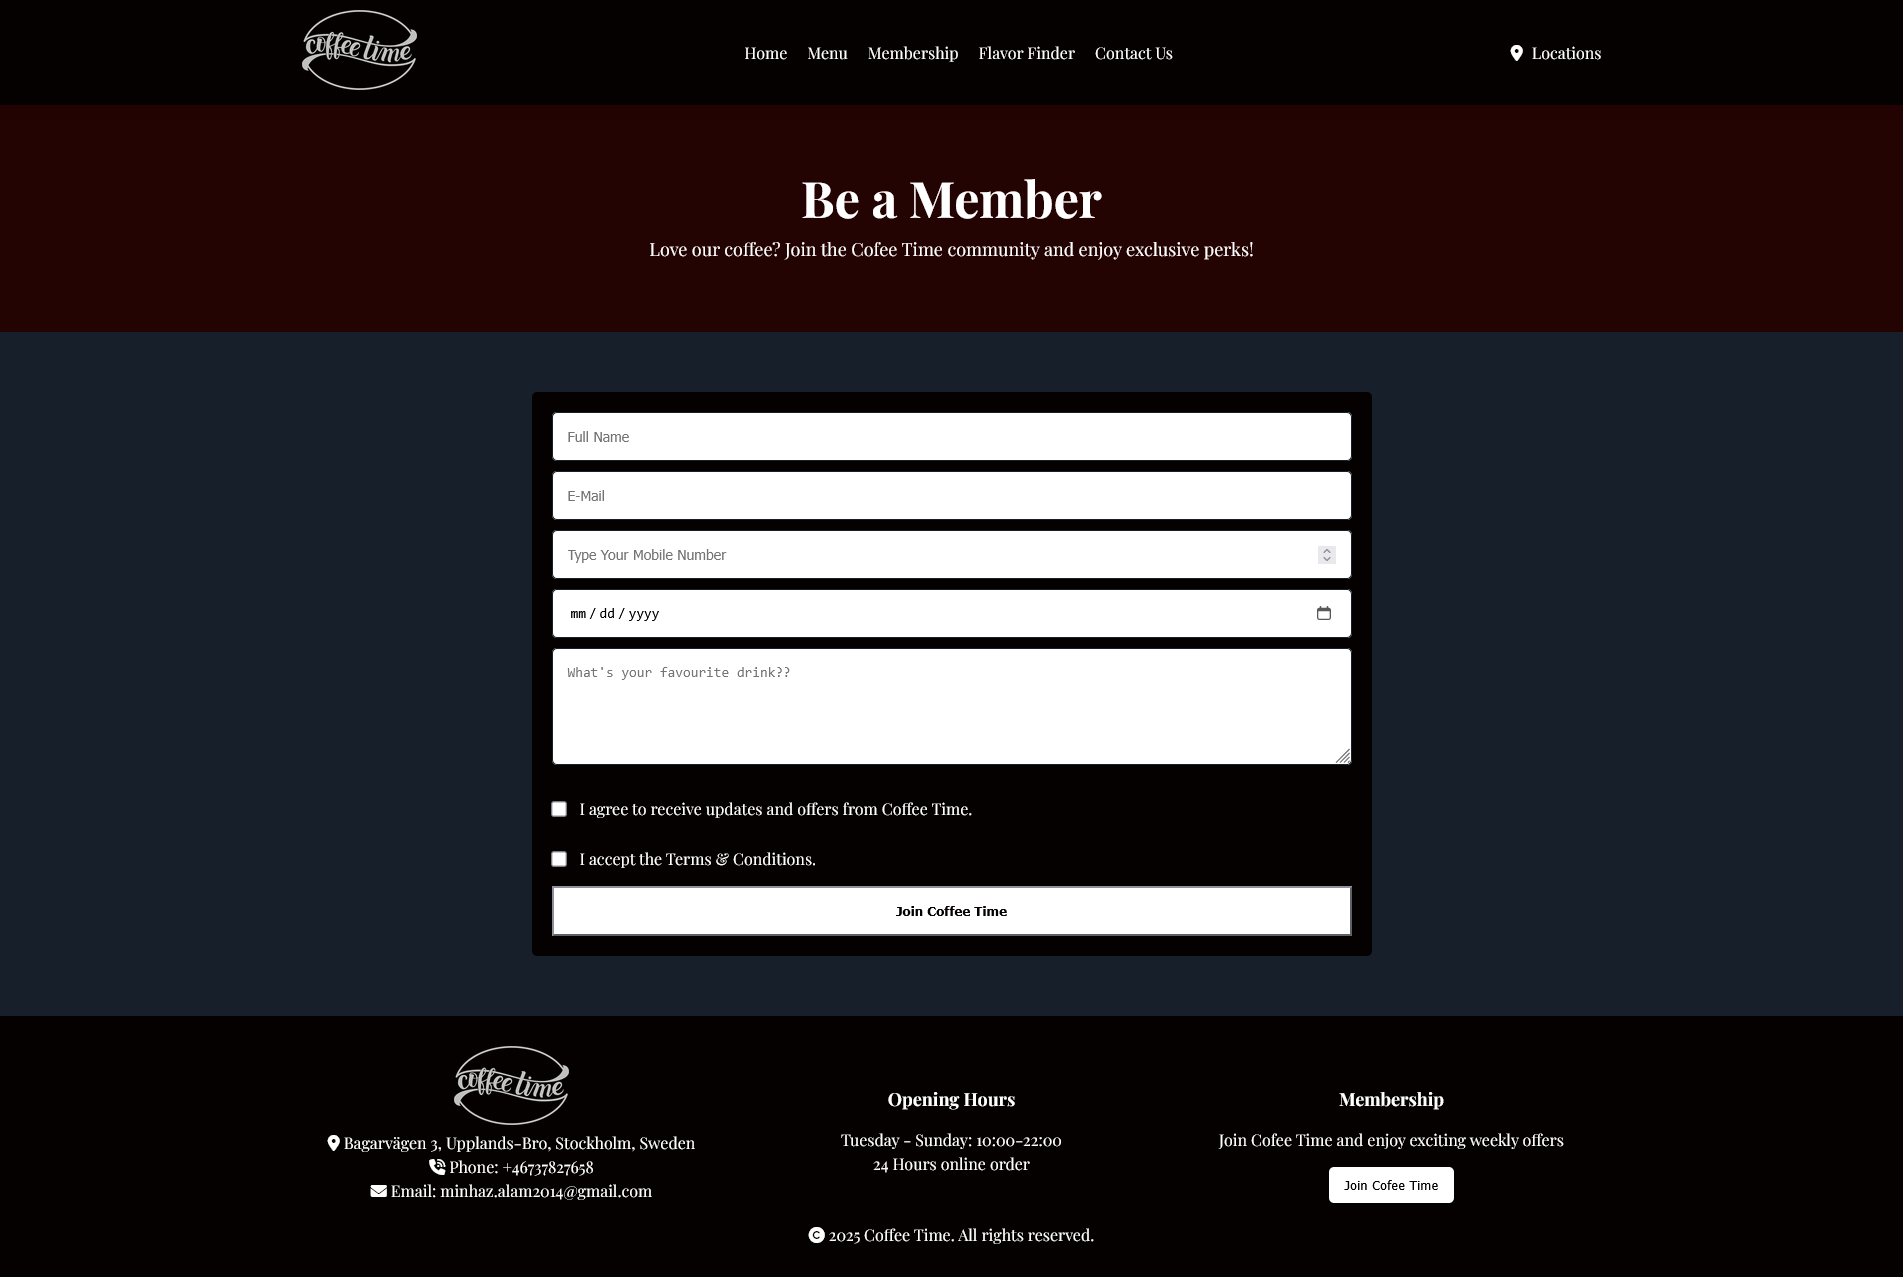 coffee time
Home Menu Membership Flavor Finder Contact Us
Locations
Be a Member
Love our coffee? Join the Cofee Time community and enjoy exclusive perks!
Full Name
E-Mail
Type Your Mobile Number
mm / dd / yyyy
What's your favourite drink??
I agree to receive updates and offers from Coffee Time.
I accept the Terms & Conditions.
Join Coffee Time
coffee time
Bagarvägen 3, Upplands-Bro, Stockholm, Sweden
Phone: +46737827658
Email: minhaz.alam2014@gmail.com
Opening Hours
Tuesday - Sunday: 10:00-22:00
24 Hours online order
Membership
Join Cofee Time and enjoy exciting weekly offers
Join Cofee Time
© 2025 Coffee Time. All rights reserved.